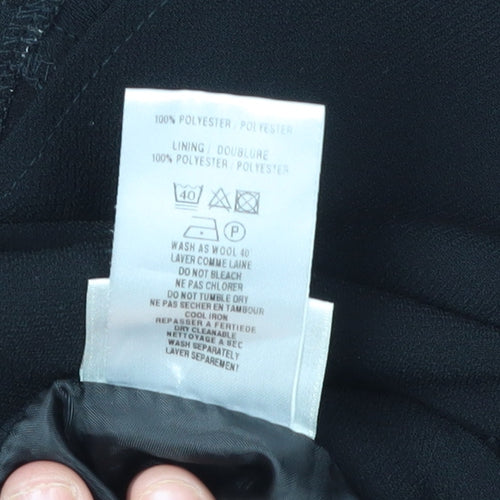 100% POLYESTER / POLYESTER
LINING / DOUBLURE
100% POLYESTER / POLYESTER
40
P
WASH AS WOOL 40
LAVER COMME LAINE
DO NOT BLEACH
NE PAS CHLORER
DO NOT TUMBLE DRY
NE PAS SECHER EN TAMBOUR
COOL IRON
REPASSER A FERTIEDE
DRY CLEANABLE
NETTOYAGE A SEC
WASH SEPARATELY
LAVER SEPAREMENT